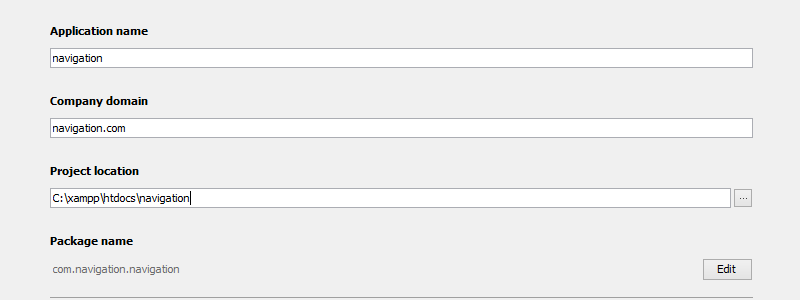 Application name
navigation
Company domain
navigation.com
Project location
C:\xampp\htdocs\navigation
...
Package name
com.navigation.navigation
Edit